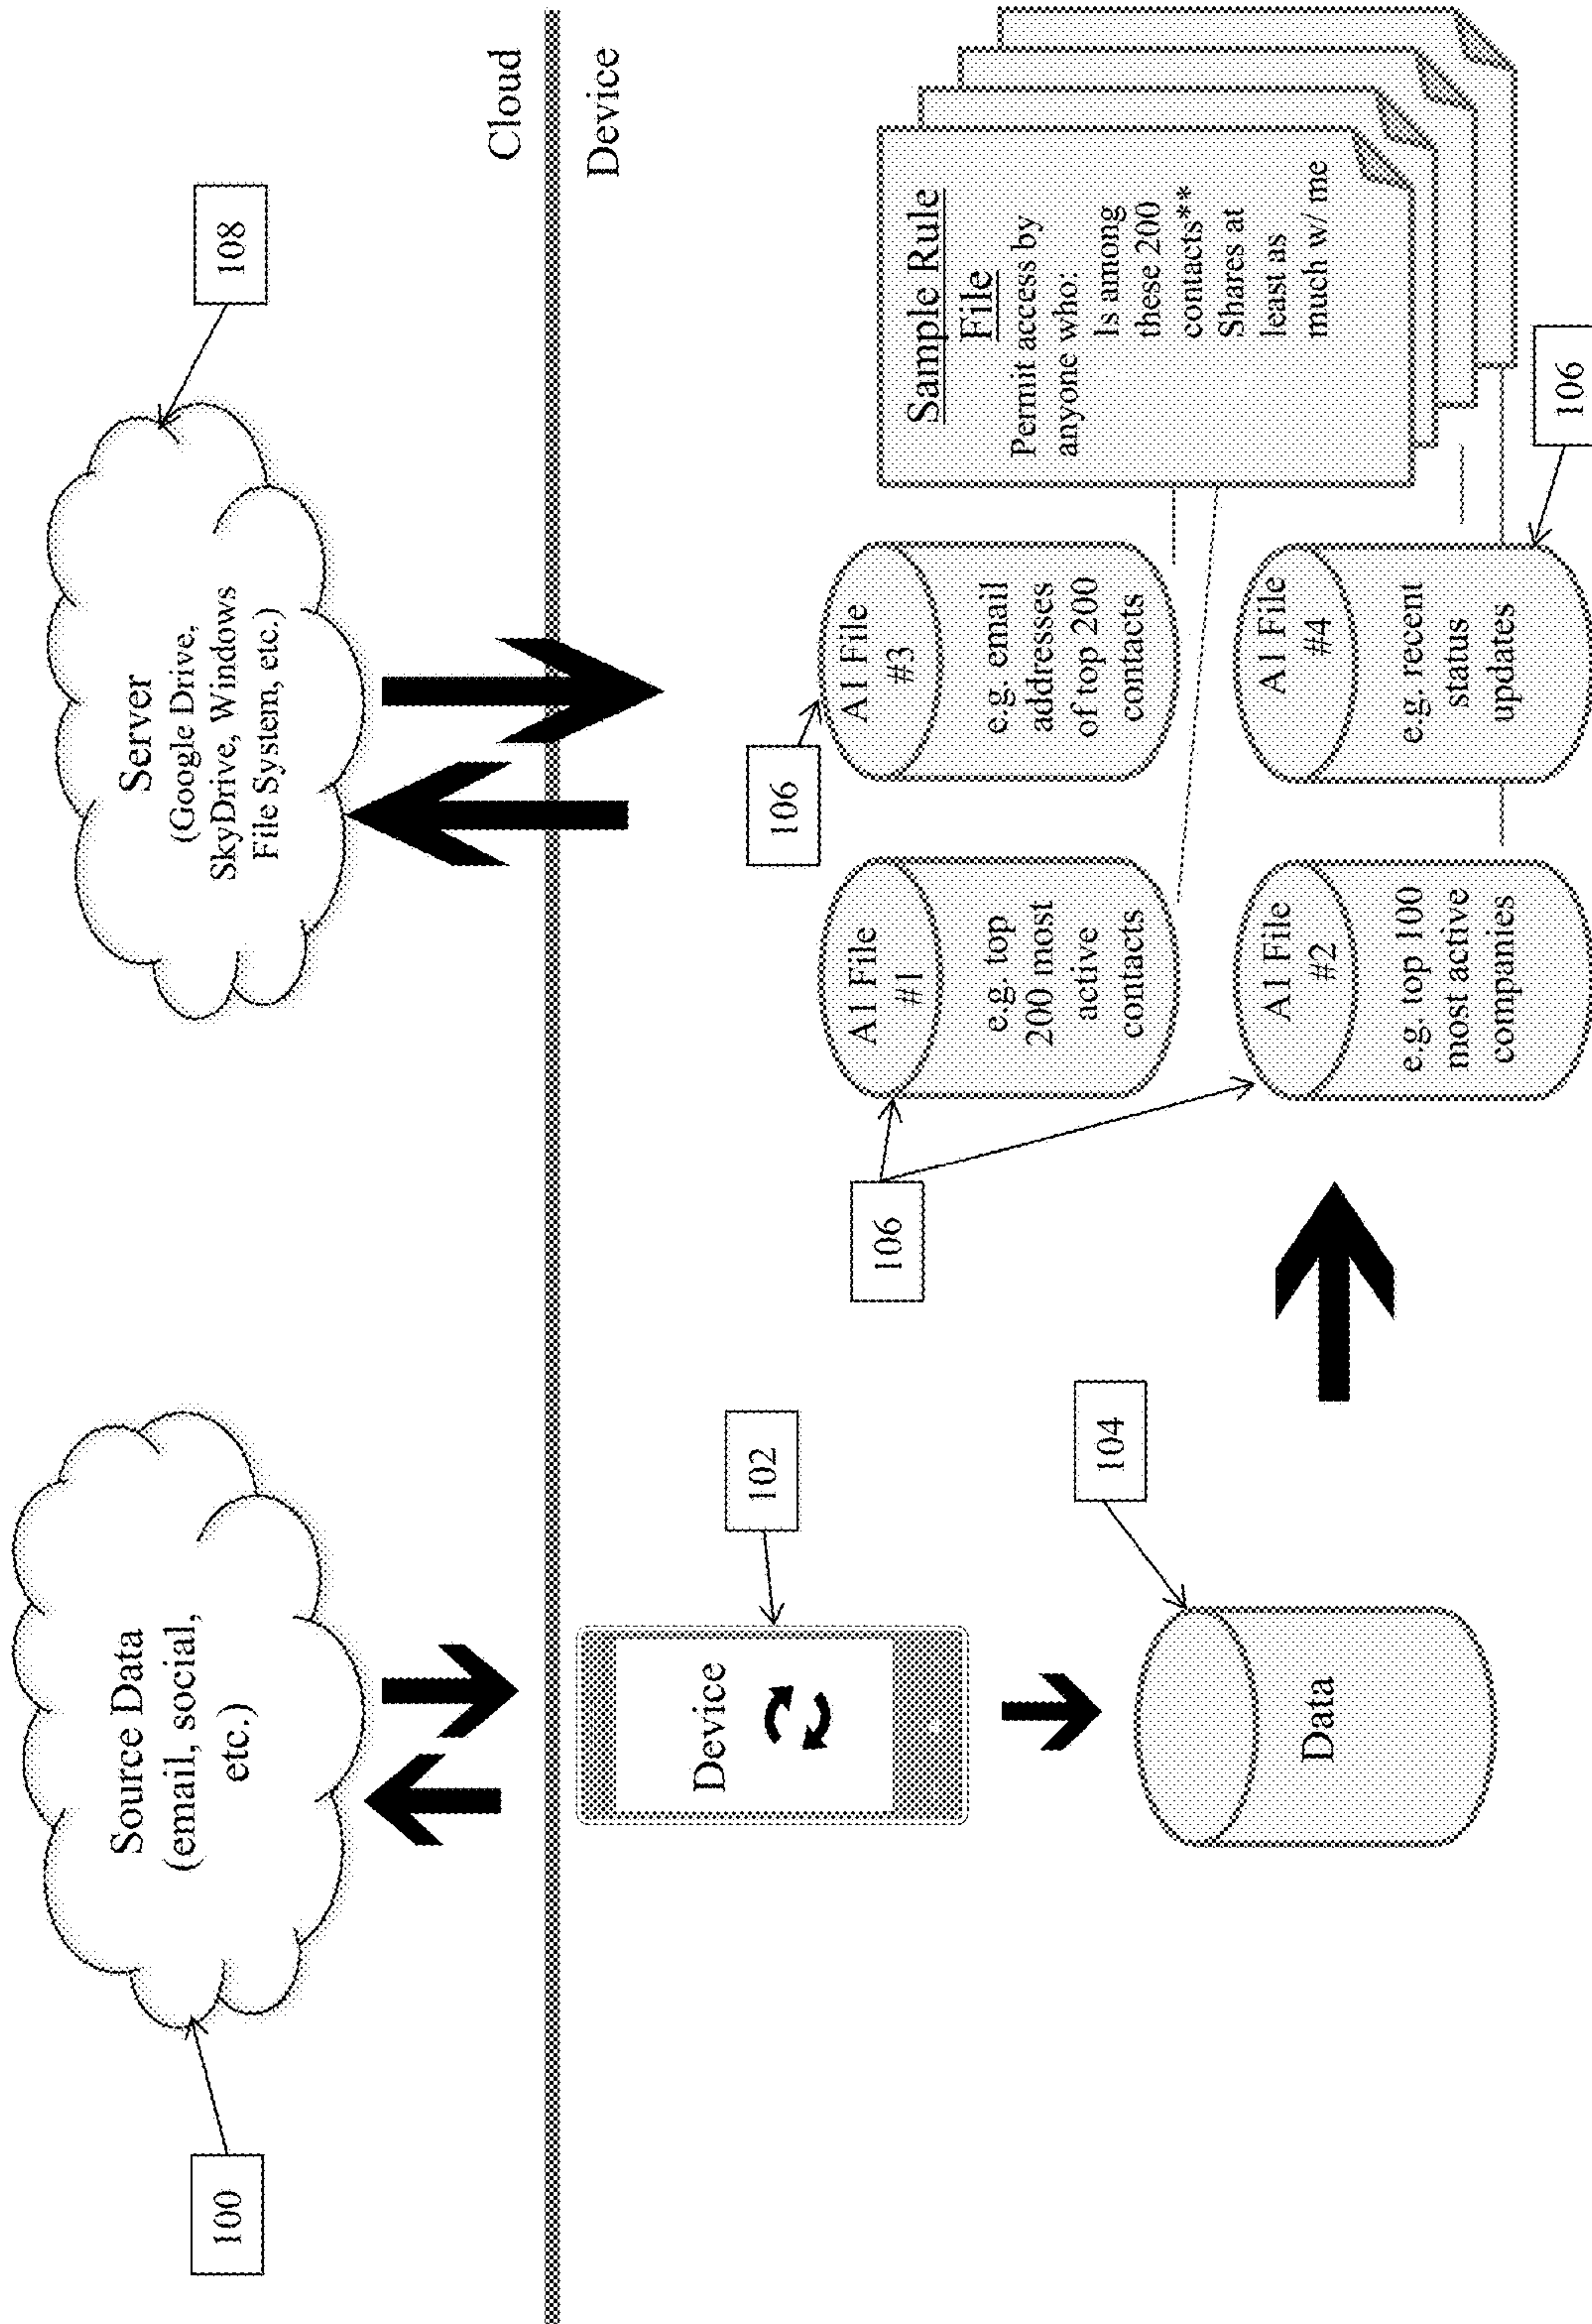 Source Data
(email, social,
etc.)
100
Server
(Google Drive,
SkyDrive, Windows
File System, etc.)
108
Cloud
Device
Device
102
Data
104
106
A1 File
#1
e.g. top
200 most
active
contacts
A1 File
#2
e.g. top 100
most active
companies
106
A1 File
#3
e.g. email
addresses
of top 200
contacts
A1 File
#4
e.g. recent
status
updates
106
Sample Rule
File
Permit access by
anyone who:
Is among
these 200
contacts**
Shares at
least as
much w/ me